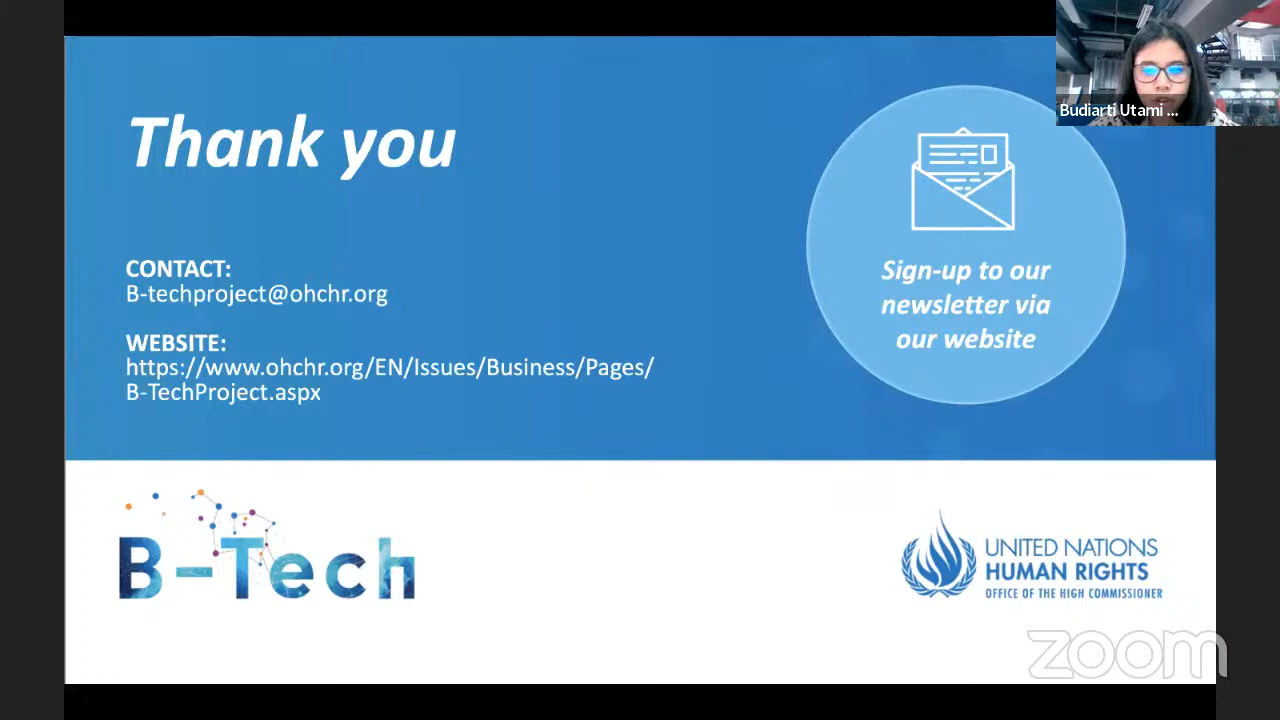 Budiarti Utami ...
Thank you
CONTACT:
B-techproject@ohchr.org
WEBSITE:
https://www.ohchr.org/EN/Issues/Business/Pages/
B-TechProject.aspx
Sign-up to our
newsletter via
our website
B-Tech
UNITED NATIONS
HUMAN RIGHTS
OFFICE OF THE HIGH COMMISSIONER
zoom